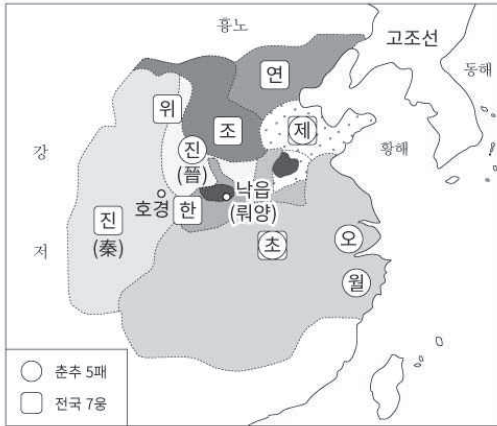 흉노
고조선
연
동해
위
조
제
진
(晉)
황해
강
낙읍
(뤄양)
호경
한
진
(秦)
저
초
오
월
춘추 5패
전국 7웅